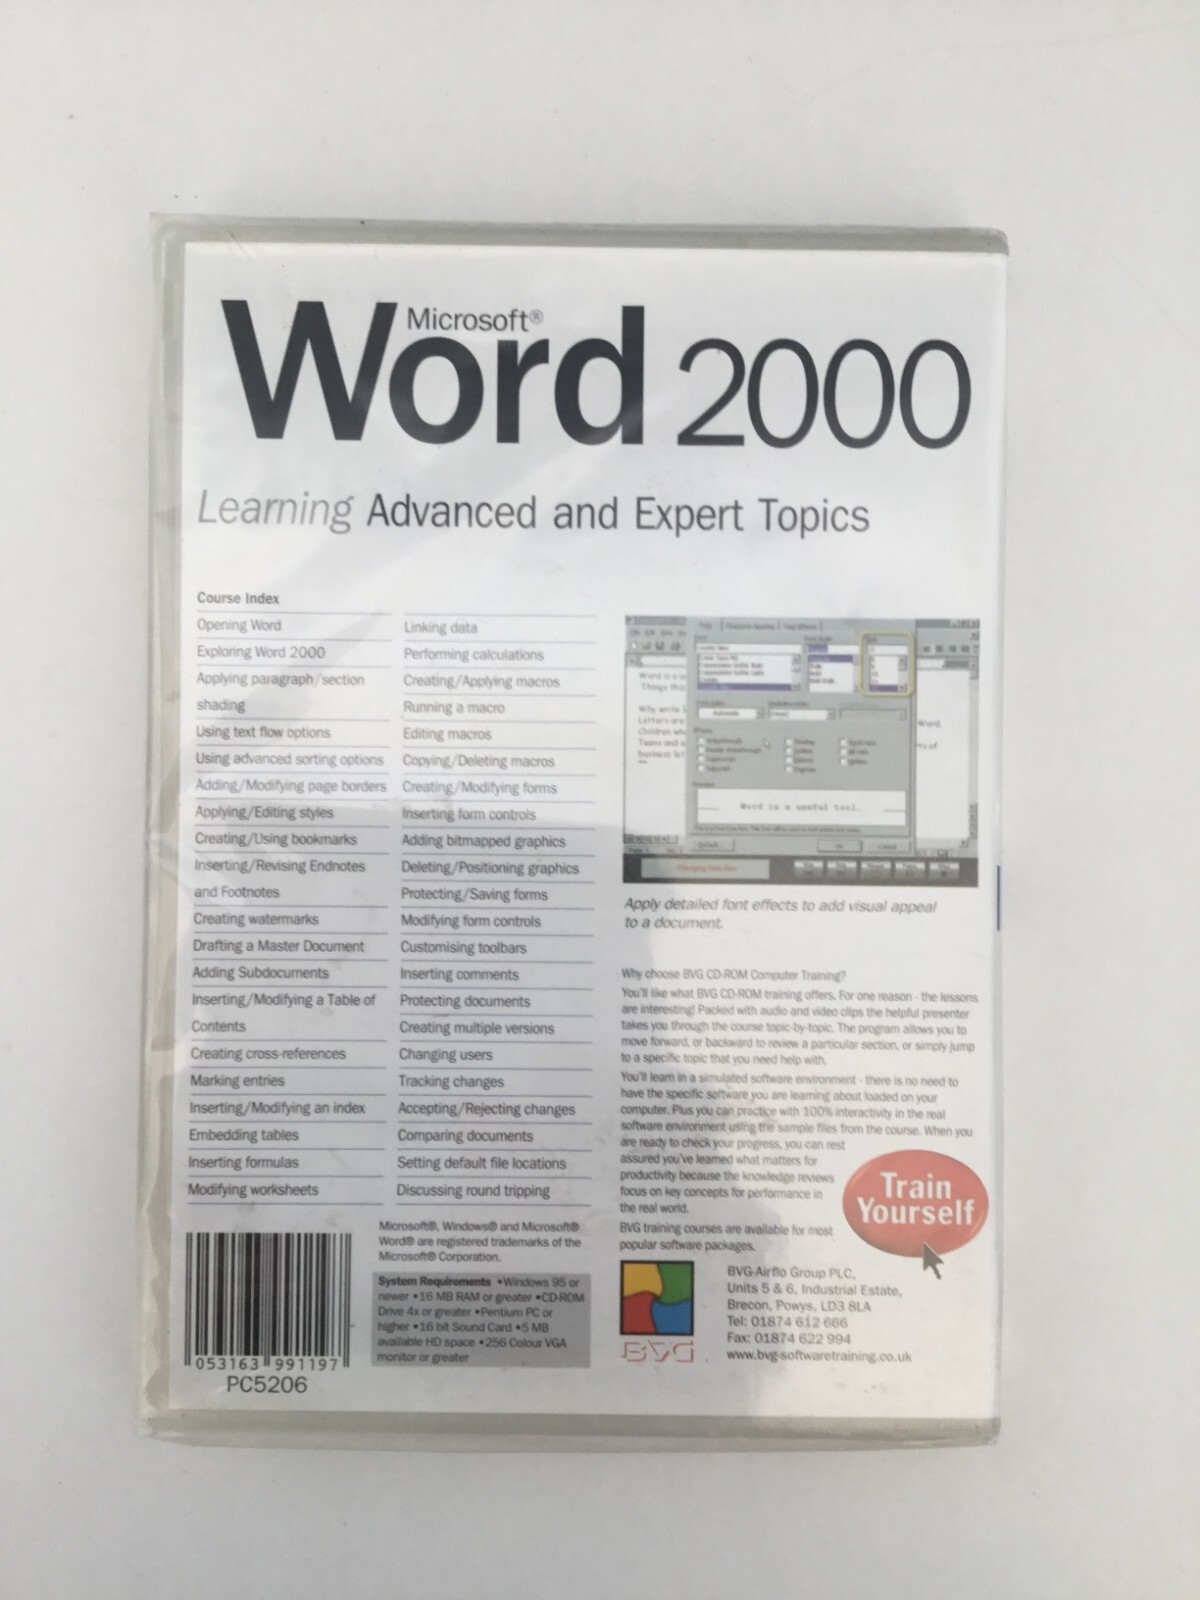 Microsoft®
Word 2000
Learning Advanced and Expert Topics
Course Index
Opening Word
Exploring Word 2000
Applying paragraph/section
shading
Using text flow options
Using advanced sorting options
Adding/Modifying page borders
Applying/Editing styles
Creating/Using bookmarks
Inserting/Revising Endnotes
and Footnotes
Creating watermarks
Drafting a Master Document
Adding Subdocuments
Inserting/Modifying a Table of
Contents
Creating cross-references
Marking entries
Inserting/Modifying an index
Embedding tables
Inserting formulas
Modifying worksheets
Linking data
Performing calculations
Creating/Applying macros
Running a macro
Editing macros
Copying/Deleting macros
Creating/Modifying forms
Inserting form controls
Adding bitmapped graphics
Deleting/Positioning graphics
Protecting/Saving forms
Modifying form controls
Customising toolbars
Inserting comments
Protecting documents
Creating multiple versions
Changing users
Tracking changes
Accepting/Rejecting changes
Comparing documents
Setting default file locations
Discussing round tripping
Word is a useful tool.
Apply detailed font effects to add visual appeal
to a document.
Why choose BVG CD-ROM Computer Training?
You'll like what BVG CD-ROM training offers. For one reason - the lessons
are interesting! Packed with audio and video clips the helpful presenter
takes you through the course topic-by-topic. The program allows you to
move forward, or backward to review a particular section, or simply jump
to a specific topic that you need help with.
You'll learn in a simulated software environment - there is no need to
have the specific software you are learning about loaded on your
computer. Plus you can practice with 100% interactivity in the real
software environment using the sample files from the course. When you
are ready to check your progress, you can rest
assured you've learned what matters for
productivity because the knowledge reviews
focus on key concepts for performance in
the real world.
BVG training courses are available for most
popular software packages.
Train
Yourself
053163 991197
PC5206
Microsoft®, Windows® and Microsoft®
Word® are registered trademarks of the
Microsoft® Corporation.
System Requirements •Windows 95 or
newer •16 MB RAM or greater •CD-ROM
Drive 4x or greater •Pentium PC or
higher •16 bit Sound Card •5 MB
available HD space •256 Colour VGA
monitor or greater
BVG
BVG-Airflo Group PLC,
Units 5 & 6, Industrial Estate,
Brecon, Powys, LD3 8LA
Tel: 01874 612 666
Fax: 01874 622 994
www.bvg-softwaretraining.co.uk